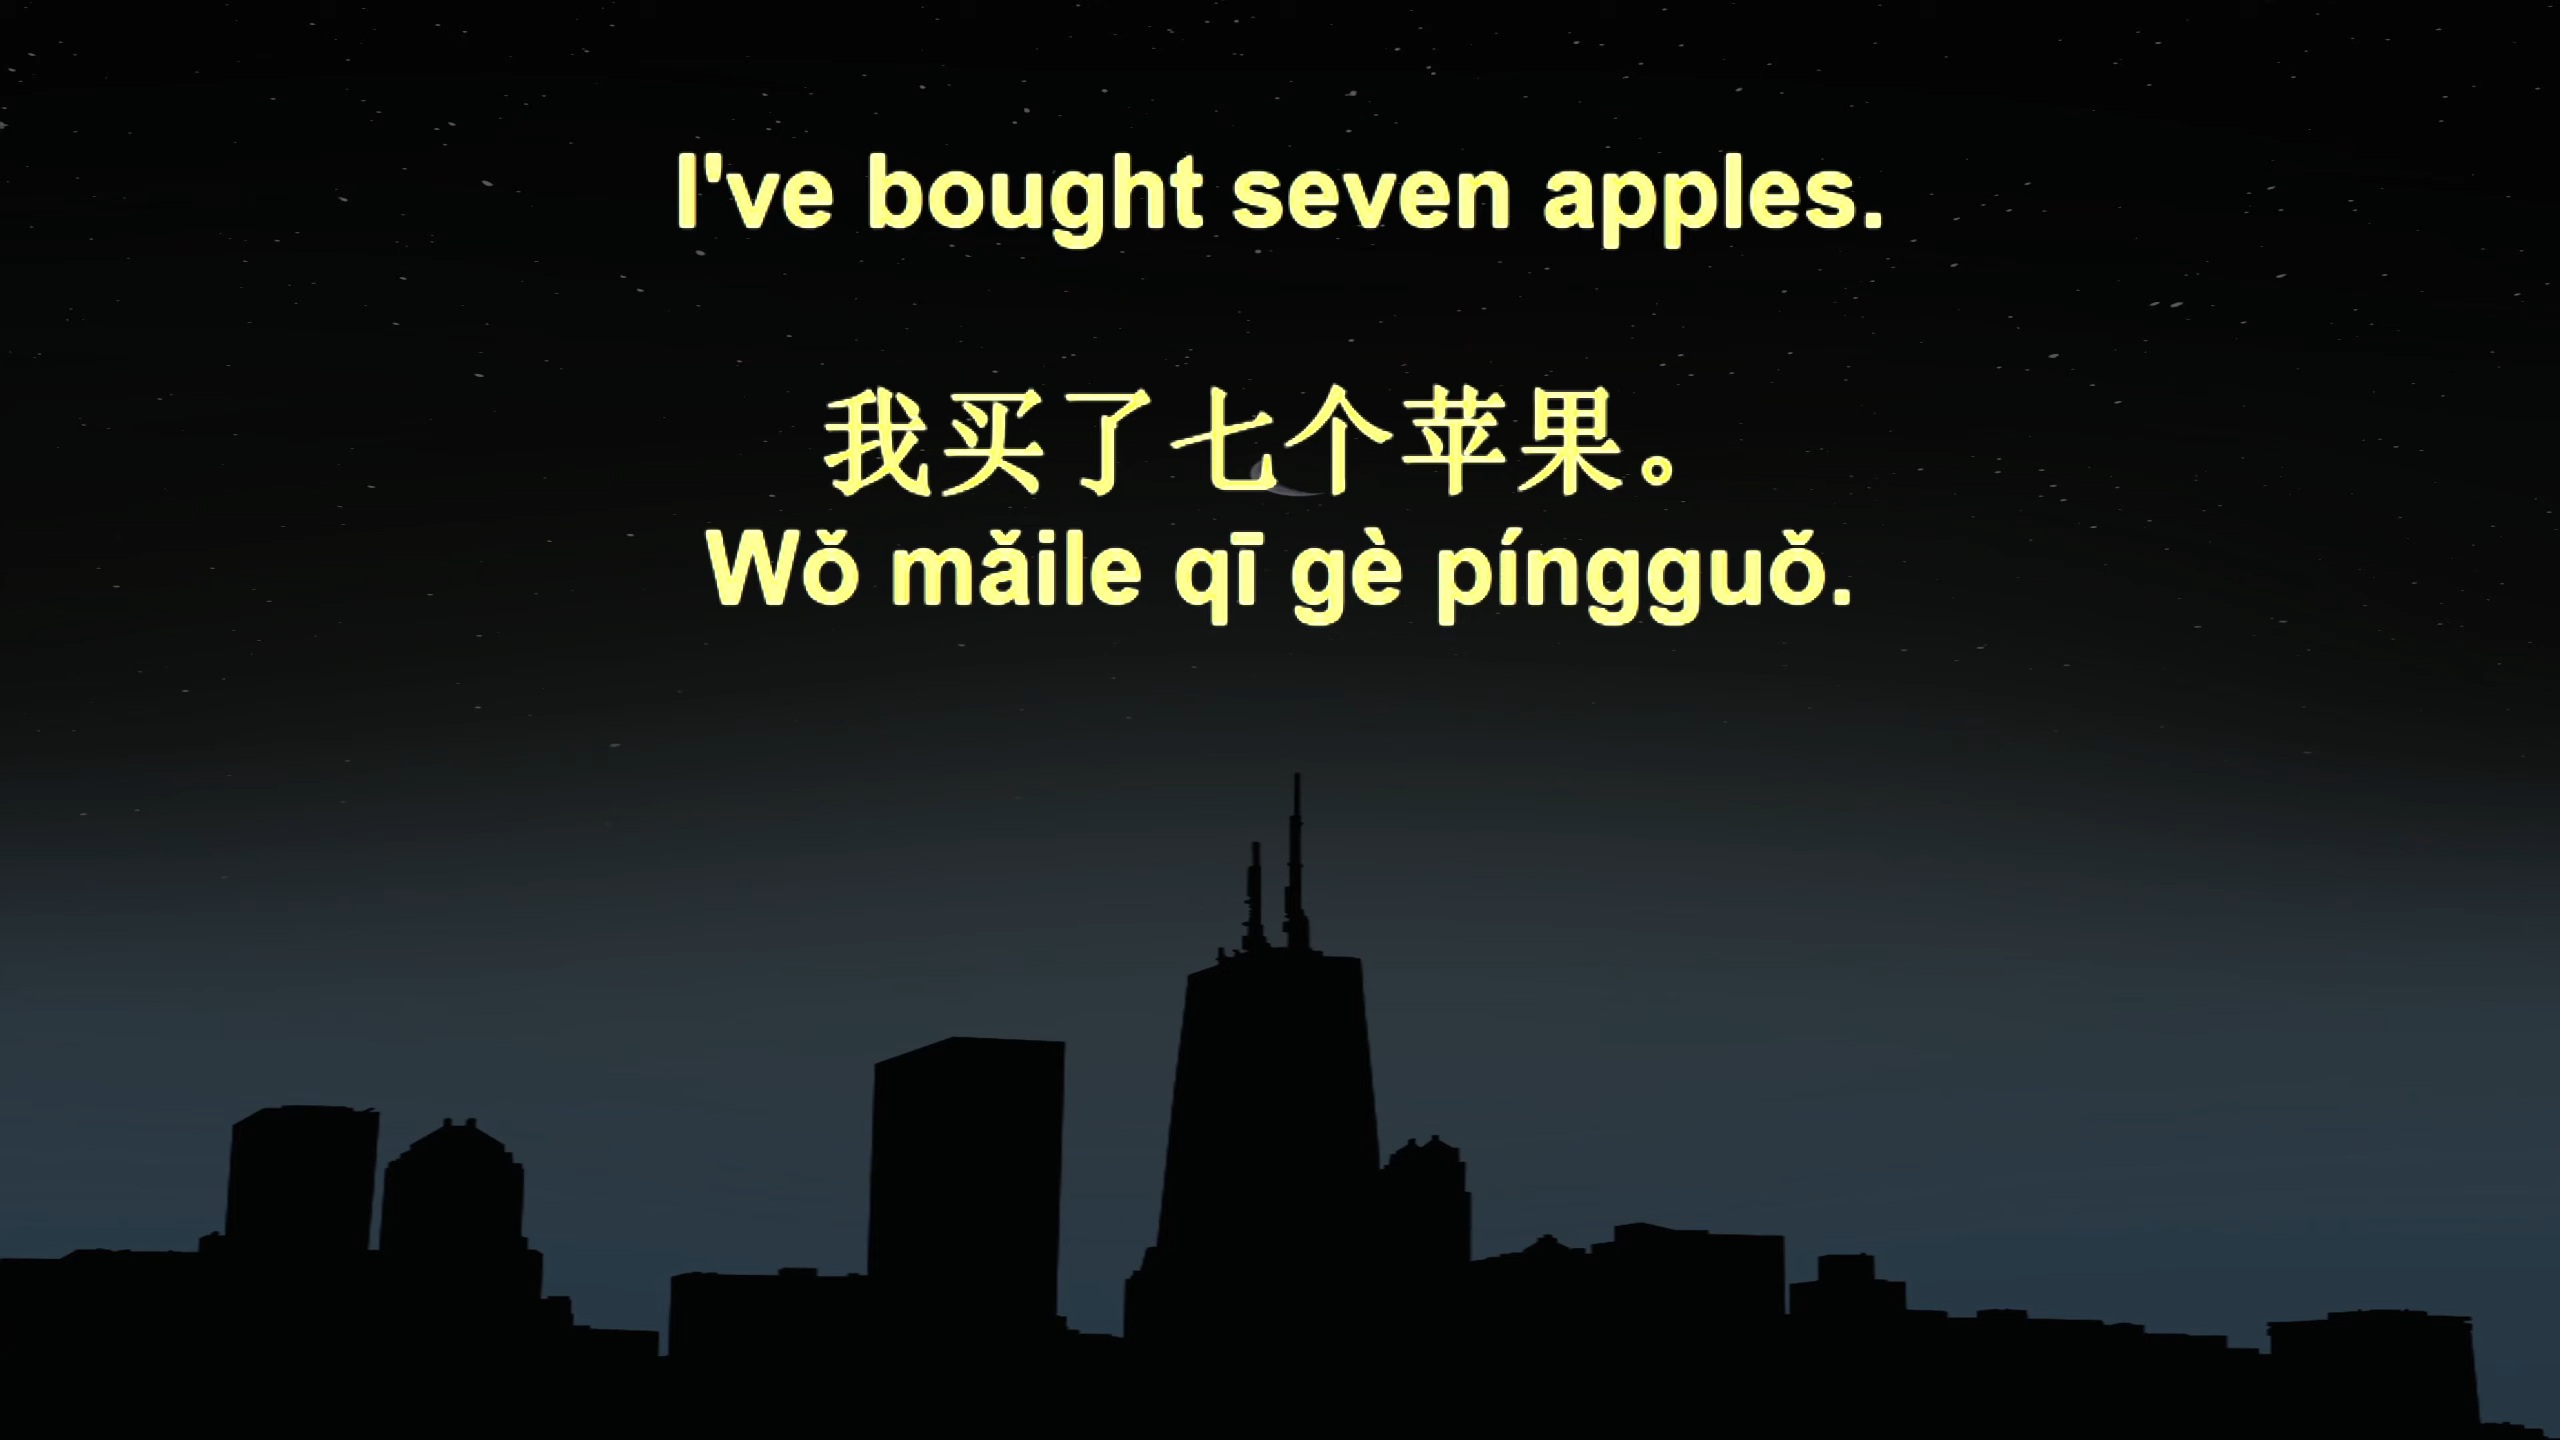 I've bought seven apples.
我买了七个苹果。
Wǒ mǎile qī gè píngguǒ.